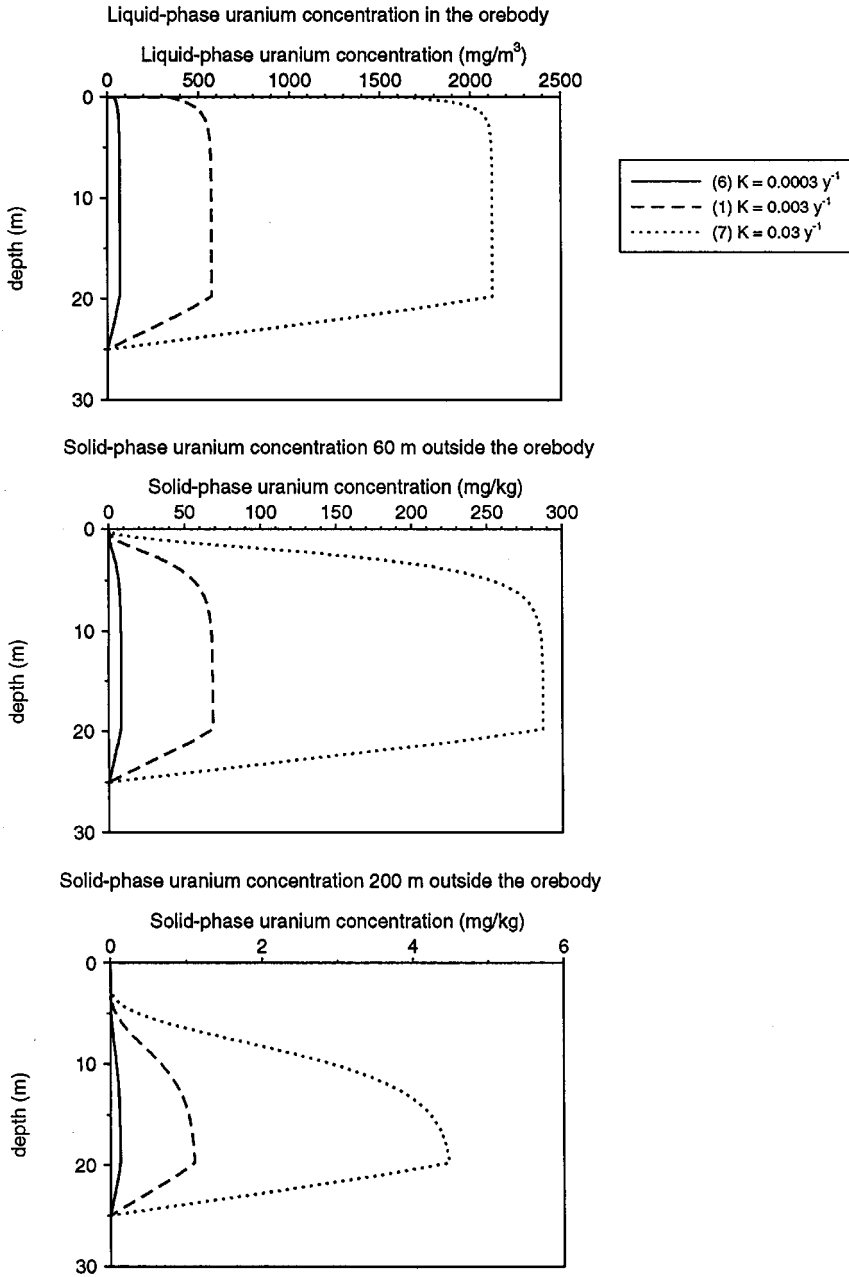 Liquid-phase uranium concentration in the orebody
Liquid-phase uranium concentration (mg/m³)
0 500 1000 1500 2000 2500
0
10
20
30
depth (m)
(6) K = 0.0003 y⁻¹
(1) K = 0.003 y⁻¹
(7) K = 0.03 y⁻¹
Solid-phase uranium concentration 60 m outside the orebody
Solid-phase uranium concentration (mg/kg)
0 50 100 150 200 250 300
0
10
20
30
depth (m)
Solid-phase uranium concentration 200 m outside the orebody
Solid-phase uranium concentration (mg/kg)
0 2 4 6
0
10
20
30
depth (m)